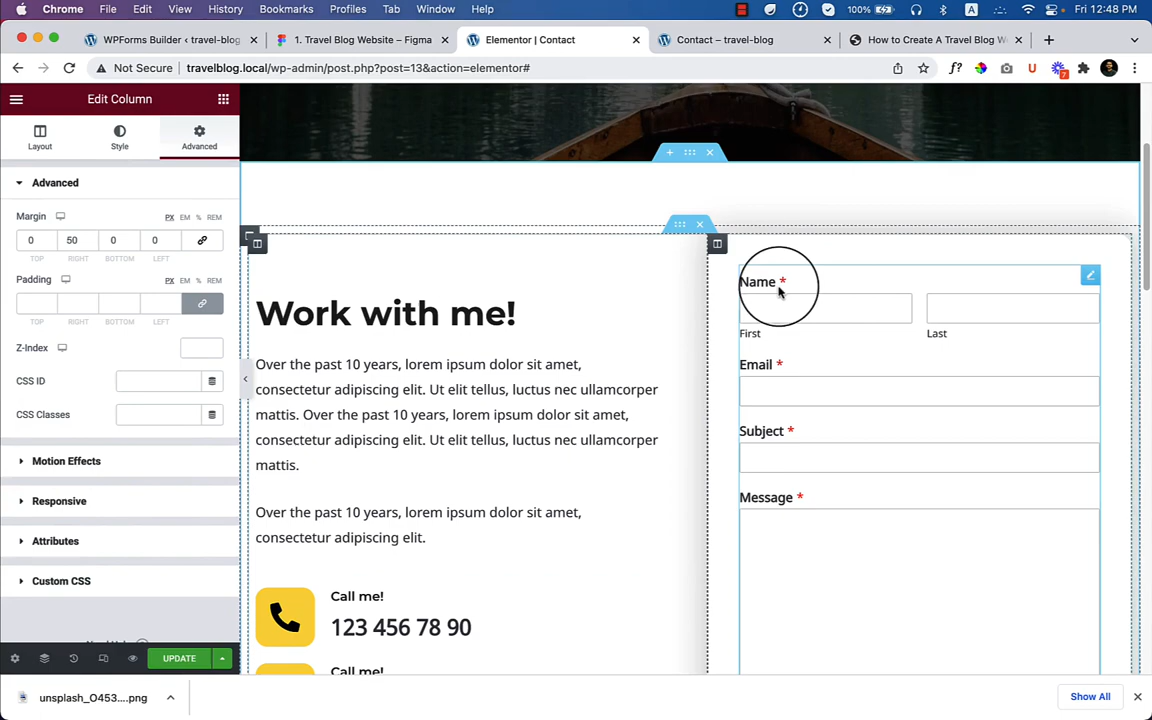 Chrome File Edit View History Bookmarks Profiles Tab Window Help 100% A Fri 12:48 PM
WPForms Builder ‹ travel-blog
1. Travel Blog Website – Figma
Elementor | Contact
Contact – travel-blog
How to Create A Travel Blog W
Not Secure travelblog.local/wp-admin/post.php?post=13&action=elementor#
f?
U
7
Edit Column
Layout Style Advanced
Advanced
Margin PX EM % REM
0 50 0 0
TOP RIGHT BOTTOM LEFT
Padding PX EM % REM
TOP RIGHT BOTTOM LEFT
Z-Index
CSS ID
CSS Classes
Motion Effects
Responsive
Attributes
Custom CSS
UPDATE
Work with me!
Over the past 10 years, lorem ipsum dolor sit amet,
consectetur adipiscing elit. Ut elit tellus, luctus nec ullamcorper
mattis. Over the past 10 years, lorem ipsum dolor sit amet,
consectetur adipiscing elit. Ut elit tellus, luctus nec ullamcorper
mattis.
Over the past 10 years, lorem ipsum dolor sit amet,
consectetur adipiscing elit.
Call me!
123 456 78 90
Call me!
Name *
First Last
Email *
Subject *
Message *
unsplash_O453....png
Show All